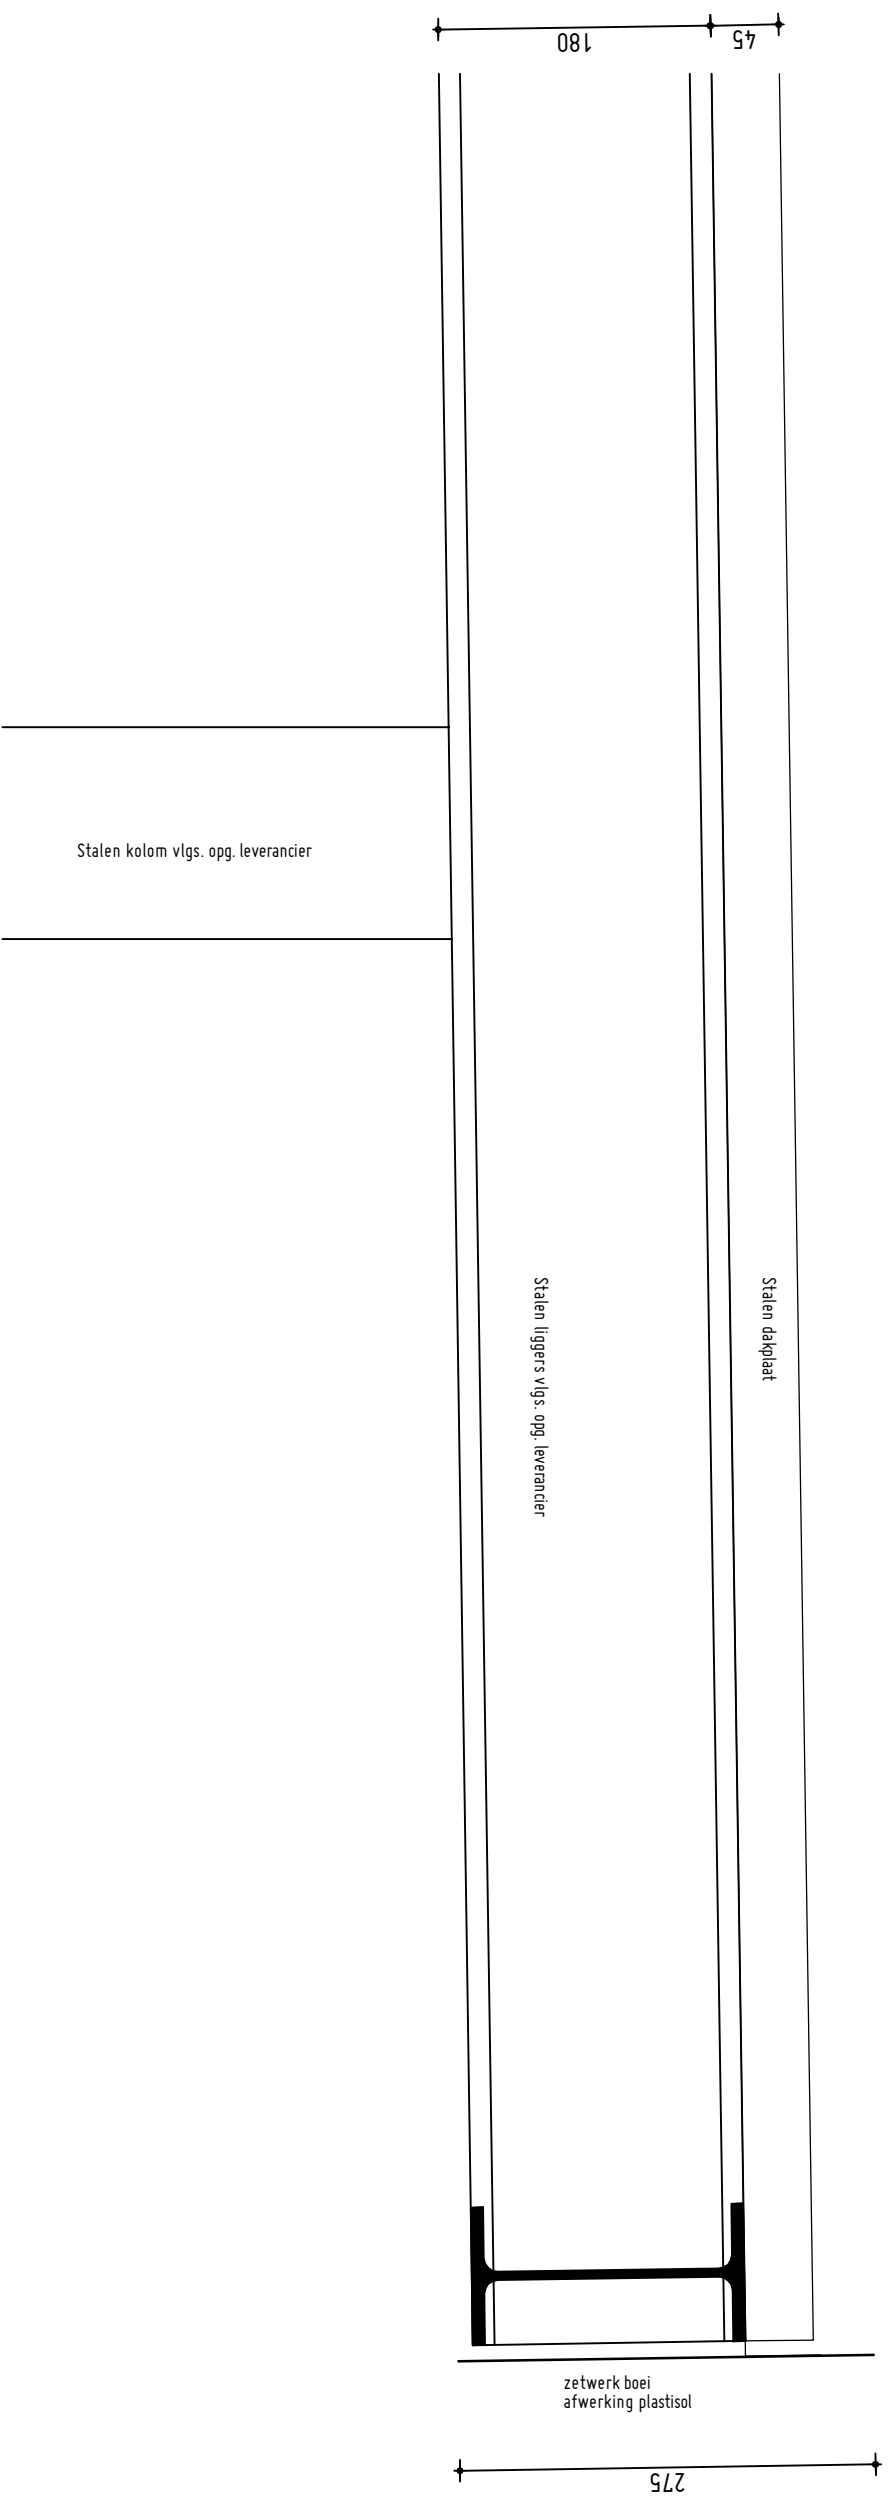 180
45
Stalen kolom vlgs. opg. leverancier
Stalen liggers vlgs. opg. leverancier
Stalen dakplaat
zetwerk boei
afwerking plastisol
275